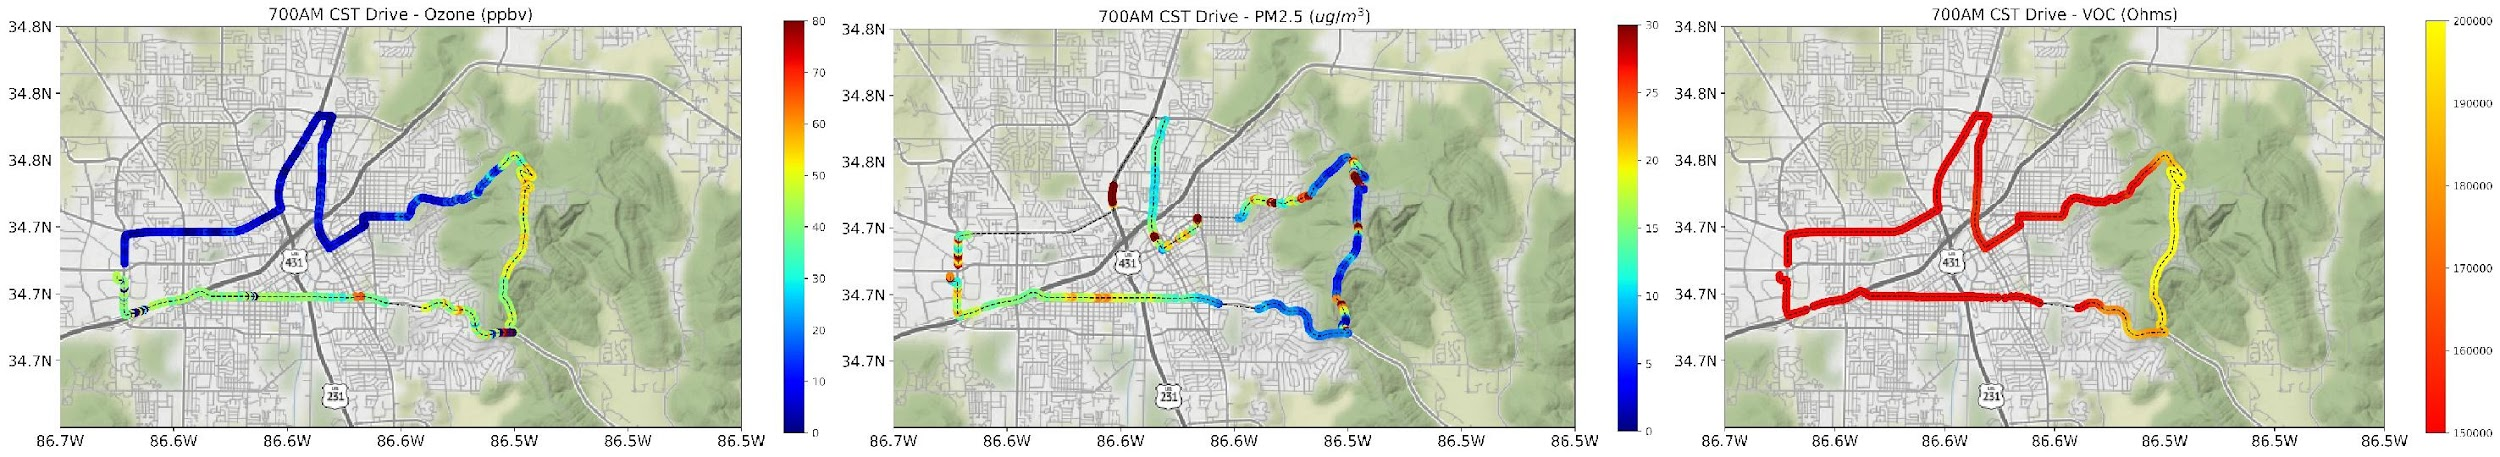 700AM CST Drive - Ozone (ppbv)
34.8N
34.8N
34.8N
34.7N
34.7N
34.7N
86.7W 86.6W 86.6W 86.6W 86.5W 86.5W 86.5W
431
231
80
70
60
50
40
30
20
10
0
700AM CST Drive - PM2.5 (ug/m³)
34.8N
34.8N
34.8N
34.7N
34.7N
34.7N
86.7W 86.6W 86.6W 86.6W 86.5W 86.5W 86.5W
431
231
30
25
20
15
10
5
0
700AM CST Drive - VOC (Ohms)
34.8N
34.8N
34.8N
34.7N
34.7N
34.7N
86.7W 86.6W 86.6W 86.6W 86.5W 86.5W 86.5W
431
231
200000
190000
180000
170000
160000
150000